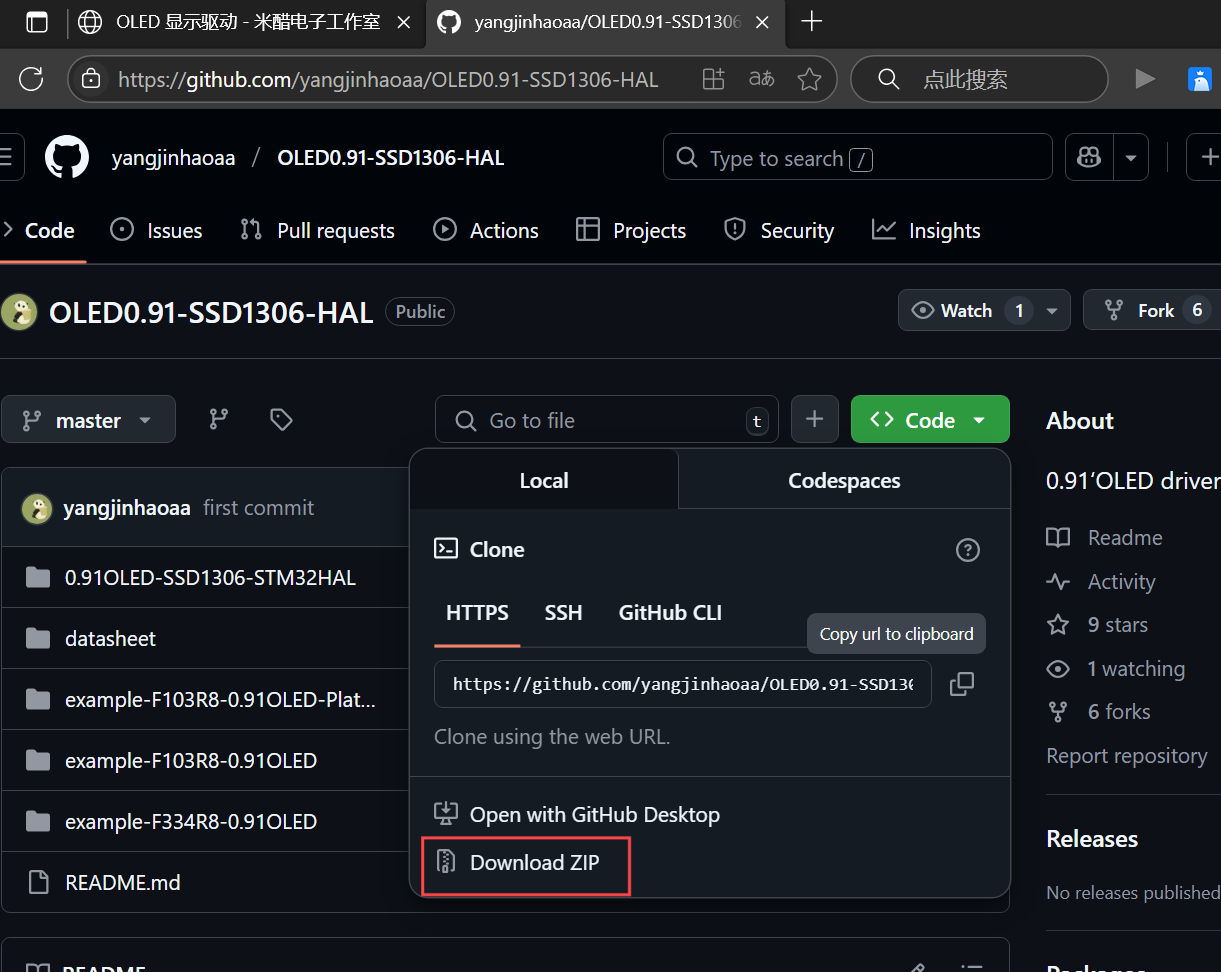 OLED 显示驱动 - 米醋电子工作室
yangjinhaoaa/OLED0.91-SSD1306
https://github.com/yangjinhaoaa/OLED0.91-SSD1306-HAL
aあ
点此搜索
yangjinhaoaa / OLED0.91-SSD1306-HAL
Type to search /
Code
Issues
Pull requests
Actions
Projects
Security
Insights
OLED0.91-SSD1306-HAL
Public
Watch 1
Fork 6
master
Go to file
t
Code
About
Local
Codespaces
0.91‘OLED driver
yangjinhaoaa first commit
Clone
Readme
0.91OLED-SSD1306-STM32HAL
Activity
HTTPS
SSH
GitHub CLI
9 stars
Copy url to clipboard
datasheet
1 watching
https://github.com/yangjinhaoaa/OLED0.91-SSD130
example-F103R8-0.91OLED-Plat...
6 forks
Clone using the web URL.
Report repository
example-F103R8-0.91OLED
Open with GitHub Desktop
example-F334R8-0.91OLED
Releases
Download ZIP
README.md
No releases published
README
Packages